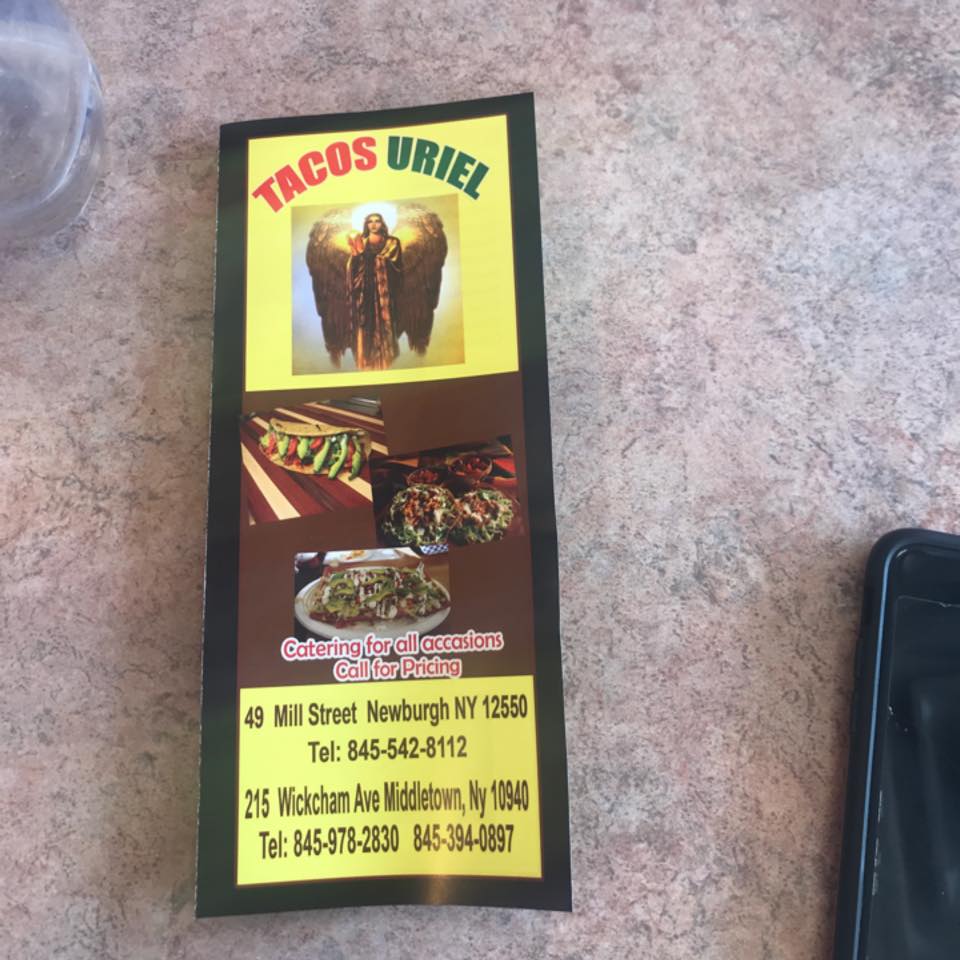 TACOS URIEL
Catering for all accasions
Call for Pricing
49 Mill Street Newburgh NY 12550
Tel: 845-542-8112
215 Wickcham Ave Middletown, Ny 10940
Tel: 845-978-2830 845-394-0897